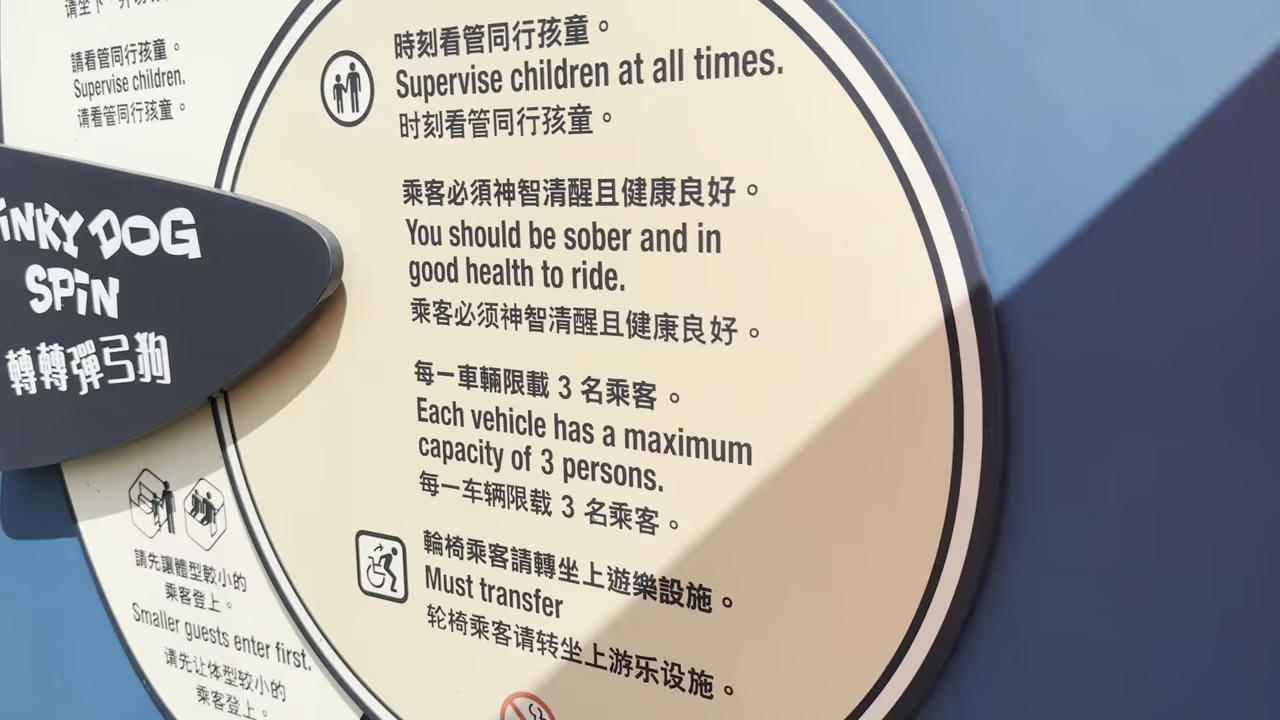 請看管同行孩童。
Supervise children.
请看管同行孩童。
INKY DOG
SPIN
轉轉彈弓狗
請先讓體型較小的
乘客登上。
Smaller guests enter first.
请先让体型较小的
乘客登上。
時刻看管同行孩童。
Supervise children at all times.
时刻看管同行孩童。
乘客必須神智清醒且健康良好。
You should be sober and in
good health to ride.
乘客必须神智清醒且健康良好。
每一車輛限載 3 名乘客。
Each vehicle has a maximum
capacity of 3 persons.
每一车辆限载 3 名乘客。
輪椅乘客請轉坐上遊樂設施。
Must transfer
轮椅乘客请转坐上游乐设施。